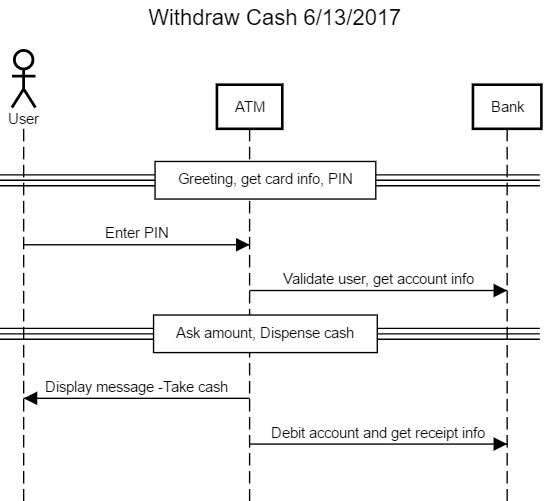 Withdraw Cash 6/13/2017
User
ATM
Bank
Greeting, get card info, PIN
Enter PIN
Validate user, get account info
Ask amount, Dispense cash
Display message -Take cash
Debit account and get receipt info